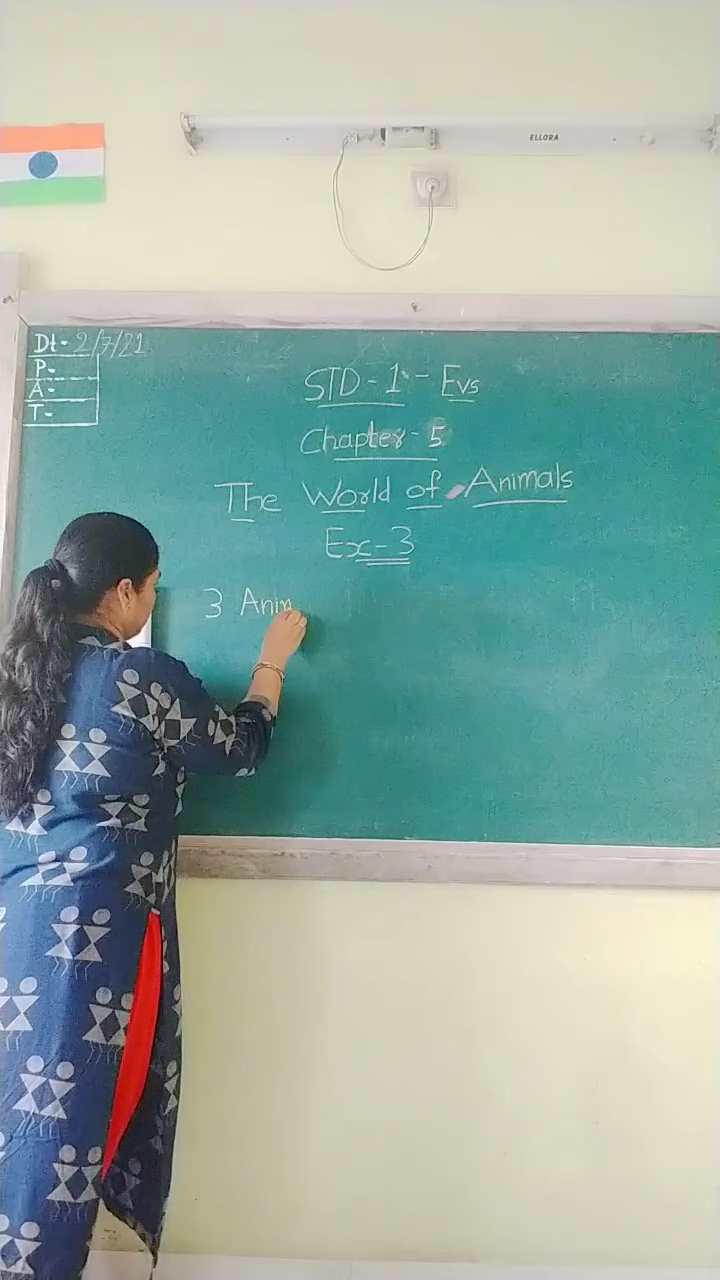 ELLORA
Dt- 2/7/21
P-
A-
T-
STD-1-Evs
Chapter-5
The World of Animals
Ex-3
3 Anim